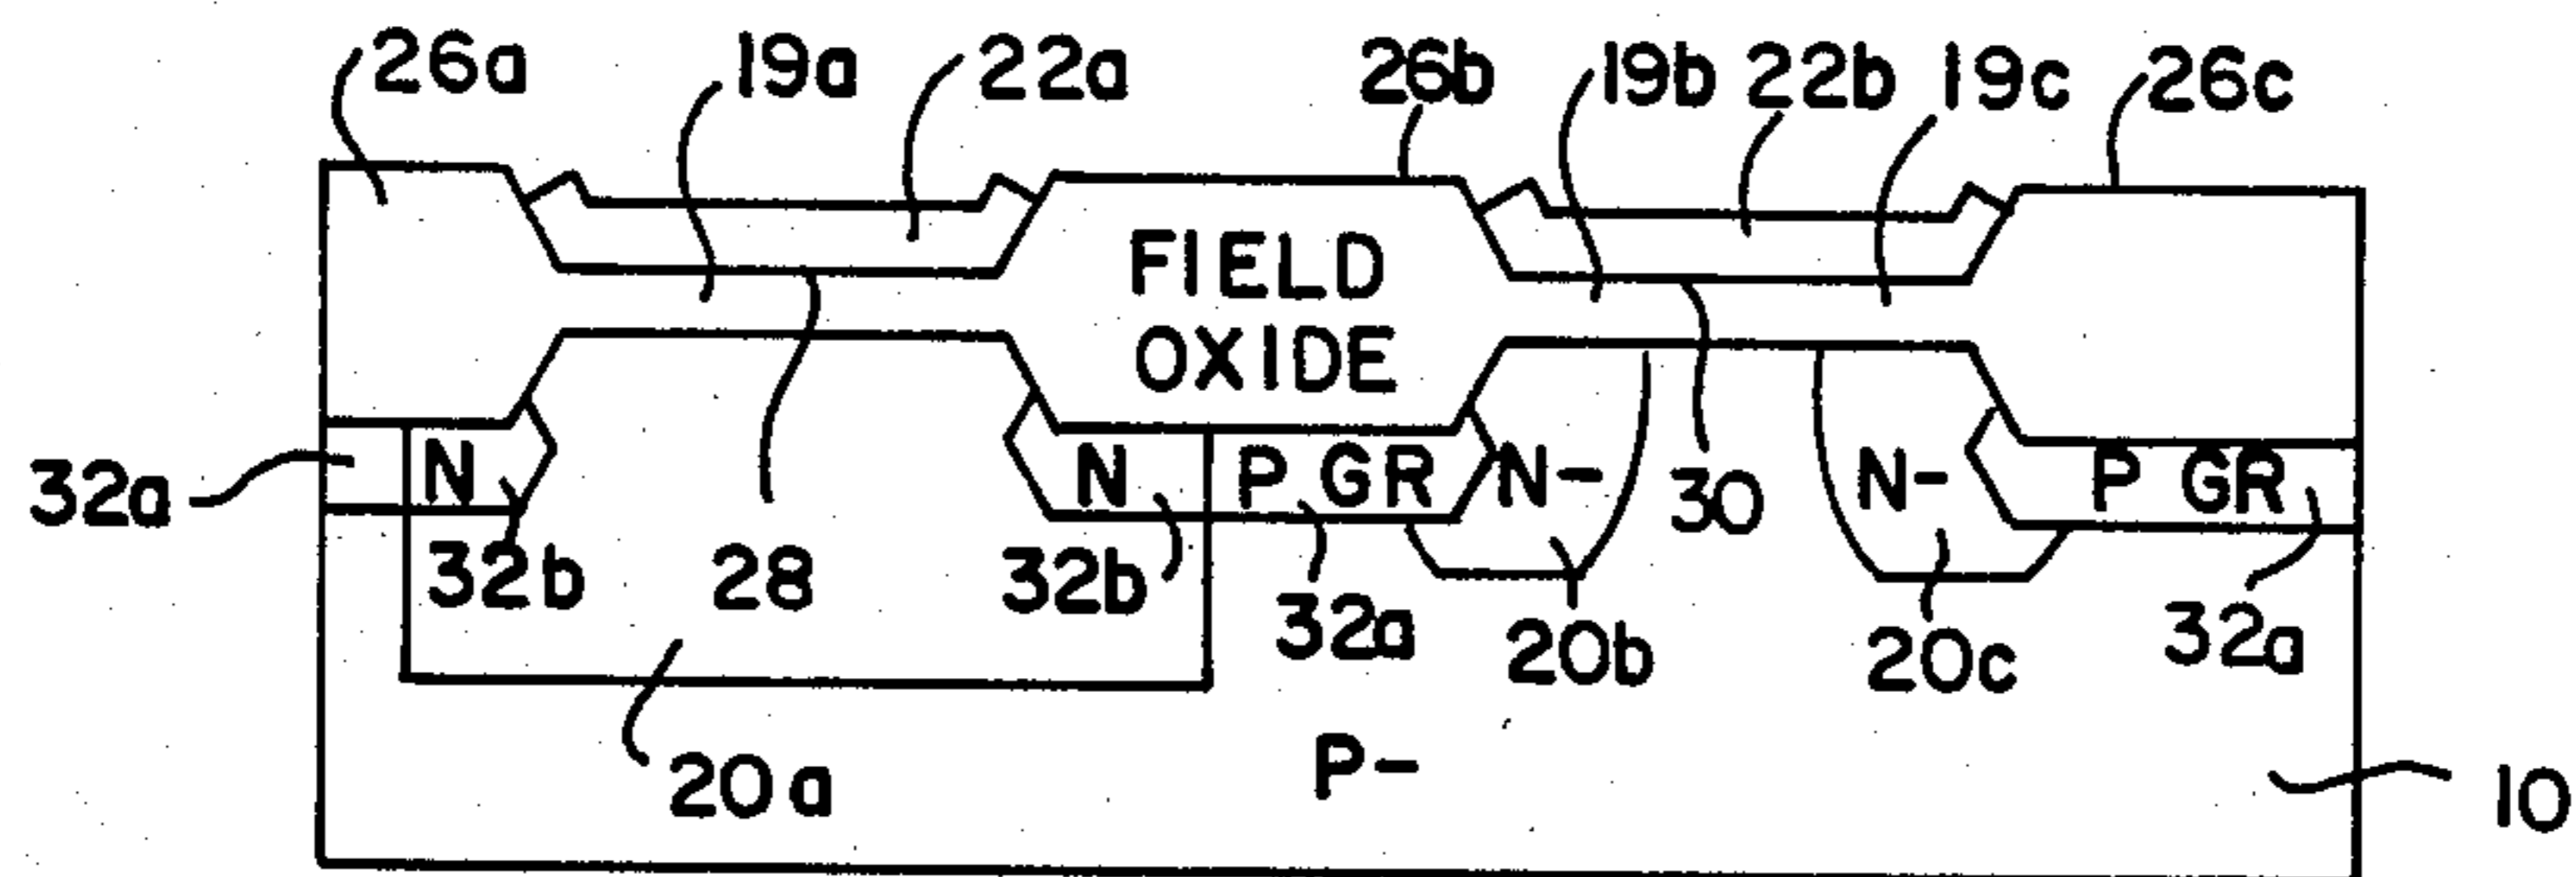 26a 19a 22a 26b 19b 22b 19c 26c
FIELD
OXIDE
32a N N P GR N- 30 N- P GR
32b 28 32b 32a 20b 20c 32a
20a P- 10